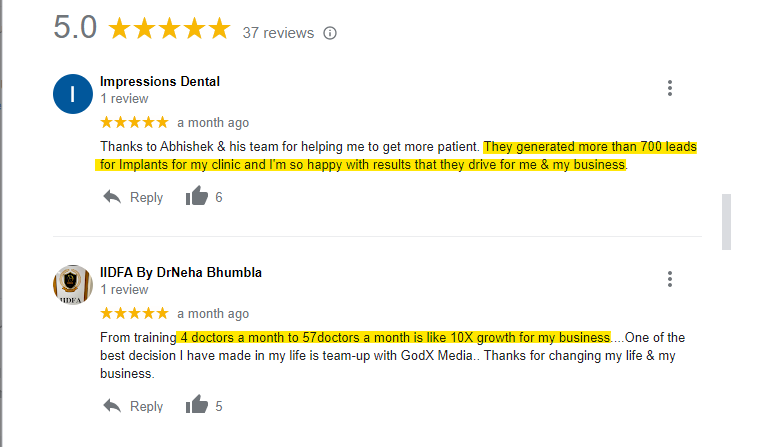 5.0 37 reviews
I
Impressions Dental
1 review
a month ago
Thanks to Abhishek & his team for helping me to get more patient. They generated more than 700 leads
for Implants for my clinic and I'm so happy with results that they drive for me & my business.
Reply 6
IIDFA By DrNeha Bhumbla
IIDFA
1 review
a month ago
From training 4 doctors a month to 57doctors a month is like 10X growth for my business....One of the
best decision I have made in my life is team-up with GodX Media.. Thanks for changing my life & my
business.
Reply 5